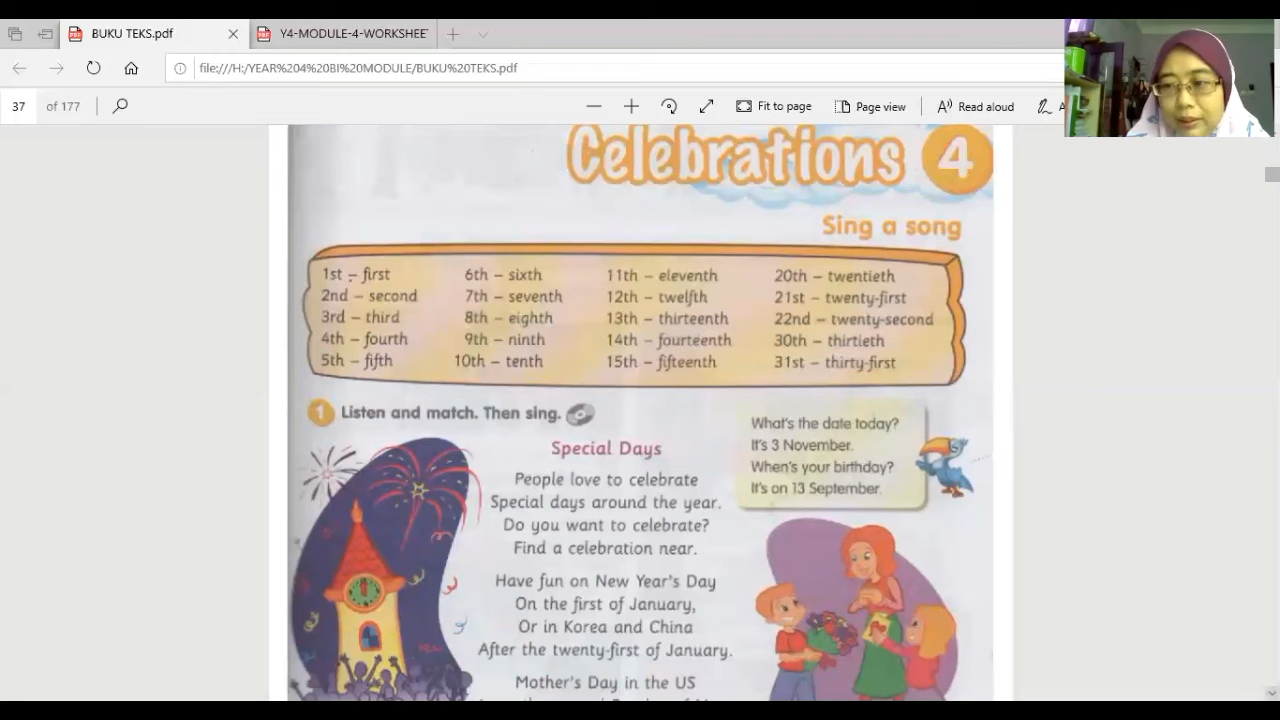 BUKU TEKS.pdf
Y4-MODULE-4-WORKSHEE
file:///H:/YEAR%204%20BI%20MODULE/BUKU%20TEKS.pdf
37 of 177
Fit to page
Page view
Read aloud
Celebrations 4
Sing a song
1st – first
2nd – second
3rd – third
4th – fourth
5th – fifth
6th – sixth
7th – seventh
8th – eighth
9th – ninth
10th – tenth
11th – eleventh
12th – twelfth
13th – thirteenth
14th – fourteenth
15th – fifteenth
20th – twentieth
21st – twenty-first
22nd – twenty-second
30th – thirtieth
31st – thirty-first
1 Listen and match. Then sing.
What's the date today?
It's 3 November.
When's your birthday?
It's on 13 September.
Special Days
People love to celebrate
Special days around the year.
Do you want to celebrate?
Find a celebration near.
Have fun on New Year's Day
On the first of January,
Or in Korea and China
After the twenty-first of January.
Mother's Day in the US